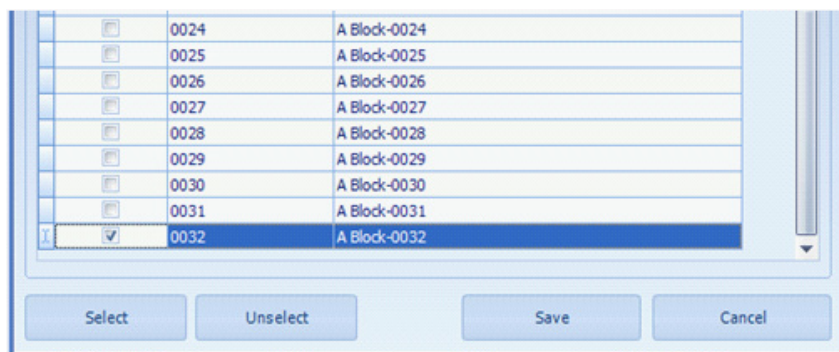 0024 A Block-0024
0025 A Block-0025
0026 A Block-0026
0027 A Block-0027
0028 A Block-0028
0029 A Block-0029
0030 A Block-0030
0031 A Block-0031
0032 A Block-0032
Select Unselect Save Cancel